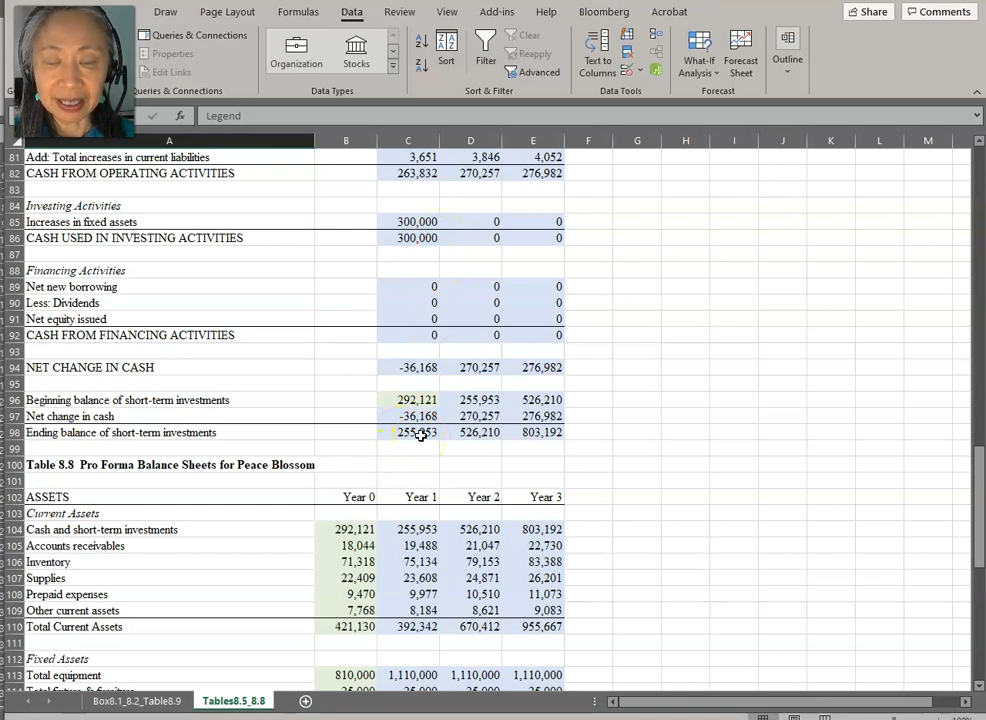 Draw Page Layout Formulas Data Review View Add-ins Help Bloomberg Acrobat Share Comments
Queries & Connections
Properties
Edit Links
Queries & Connections
Organization Stocks
Data Types
Sort Filter
Clear
Reapply
Advanced
Sort & Filter
Text to Columns
Data Tools
What-If Analysis Forecast Sheet
Forecast
Outline
fx Legend
A B C D E F G H I J K L M
81 Add: Total increases in current liabilities 3,651 3,846 4,052
82 CASH FROM OPERATING ACTIVITIES 263,832 270,257 276,982
83
84 Investing Activities
85 Increases in fixed assets 300,000 0 0
86 CASH USED IN INVESTING ACTIVITIES 300,000 0 0
87
88 Financing Activities
89 Net new borrowing 0 0 0
90 Less: Dividends 0 0 0
91 Net equity issued 0 0 0
92 CASH FROM FINANCING ACTIVITIES 0 0 0
93
94 NET CHANGE IN CASH -36,168 270,257 276,982
95
96 Beginning balance of short-term investments 292,121 255,953 526,210
97 Net change in cash -36,168 270,257 276,982
98 Ending balance of short-term investments 255,953 526,210 803,192
99
100 Table 8.8 Pro Forma Balance Sheets for Peace Blossom
101
102 ASSETS Year 0 Year 1 Year 2 Year 3
103 Current Assets
104 Cash and short-term investments 292,121 255,953 526,210 803,192
105 Accounts receivables 18,044 19,488 21,047 22,730
106 Inventory 71,318 75,134 79,153 83,388
107 Supplies 22,409 23,608 24,871 26,201
108 Prepaid expenses 9,470 9,977 10,510 11,073
109 Other current assets 7,768 8,184 8,621 9,083
110 Total Current Assets 421,130 392,342 670,412 955,667
111
112 Fixed Assets
113 Total equipment 810,000 1,110,000 1,110,000 1,110,000
Box8.1_8.2_Table8.9 Tables8.5_8.8